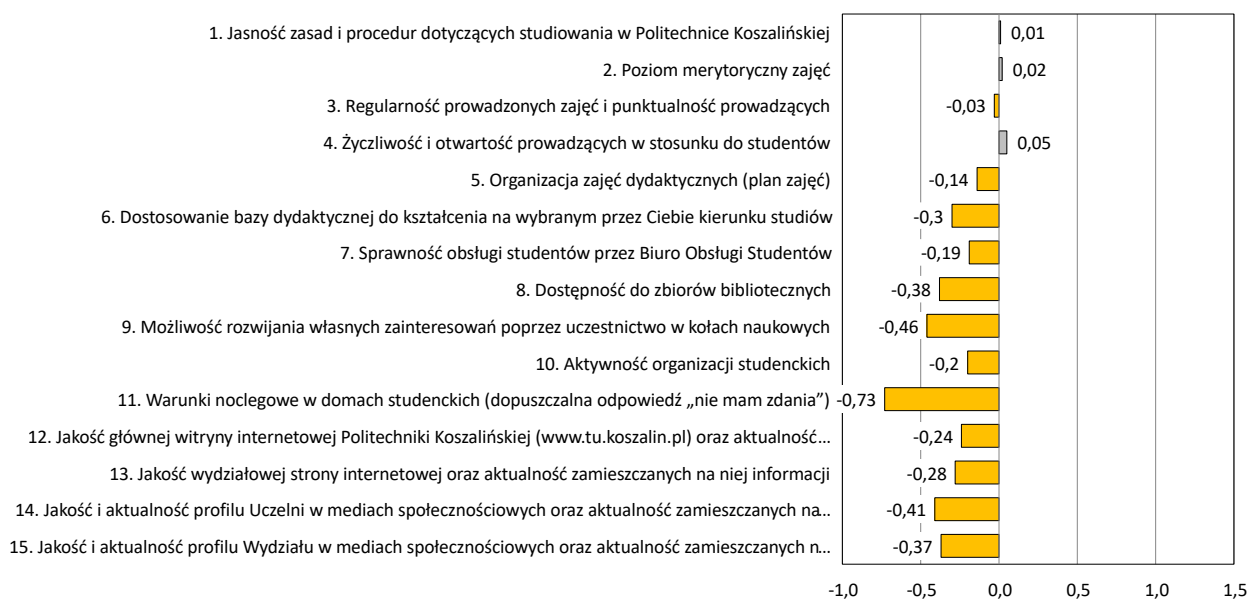 1. Jasność zasad i procedur dotyczących studiowania w Politechnice Koszalińskiej 0,01
2. Poziom merytoryczny zajęć 0,02
3. Regularność prowadzonych zajęć i punktualność prowadzących -0,03
4. Życzliwość i otwartość prowadzących w stosunku do studentów 0,05
5. Organizacja zajęć dydaktycznych (plan zajęć) -0,14
6. Dostosowanie bazy dydaktycznej do kształcenia na wybranym przez Ciebie kierunku studiów -0,3
7. Sprawność obsługi studentów przez Biuro Obsługi Studentów -0,19
8. Dostępność do zbiorów bibliotecznych -0,38
9. Możliwość rozwijania własnych zainteresowań poprzez uczestnictwo w kołach naukowych -0,46
10. Aktywność organizacji studenckich -0,2
11. Warunki noclegowe w domach studenckich (dopuszczalna odpowiedź „nie mam zdania”) -0,73
12. Jakość głównej witryny internetowej Politechniki Koszalińskiej (www.tu.koszalin.pl) oraz aktualność... -0,24
13. Jakość wydziałowej strony internetowej oraz aktualność zamieszczanych na niej informacji -0,28
14. Jakość i aktualność profilu Uczelni w mediach społecznościowych oraz aktualność zamieszczanych na... -0,41
15. Jakość i aktualność profilu Wydziału w mediach społecznościowych oraz aktualność zamieszczanych n... -0,37
-1,0 -0,5 0,0 0,5 1,0 1,5